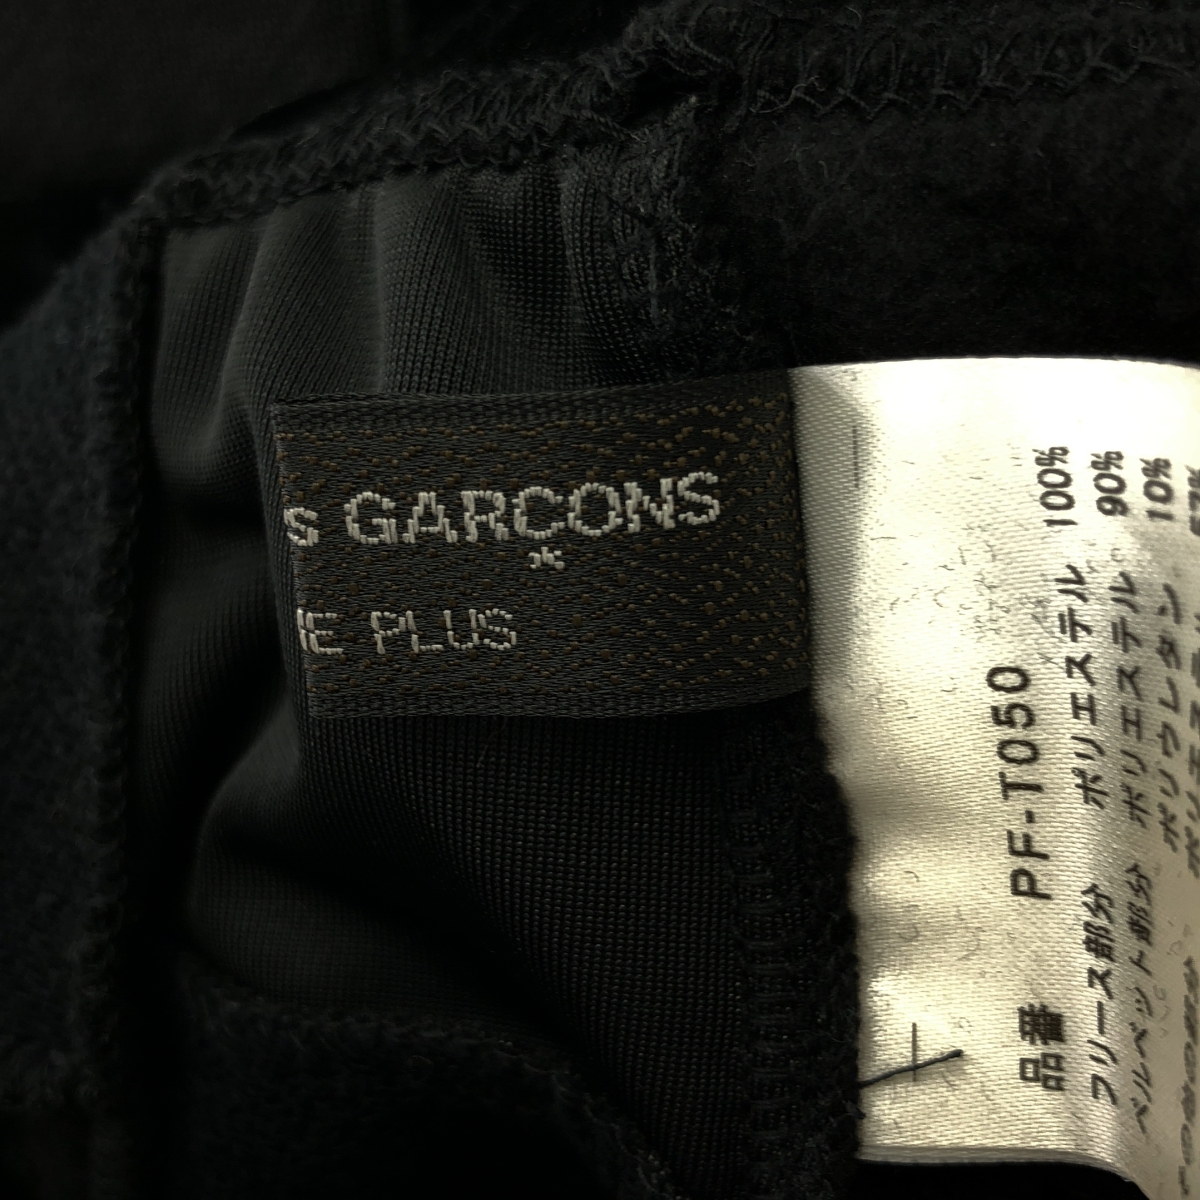 S GARCONS
*
E PLUS
品番 PF-T050
フリース部分 ポリエステル 100%
ベルベット部分 ポリエステル 90%
ポリウレタン 10%